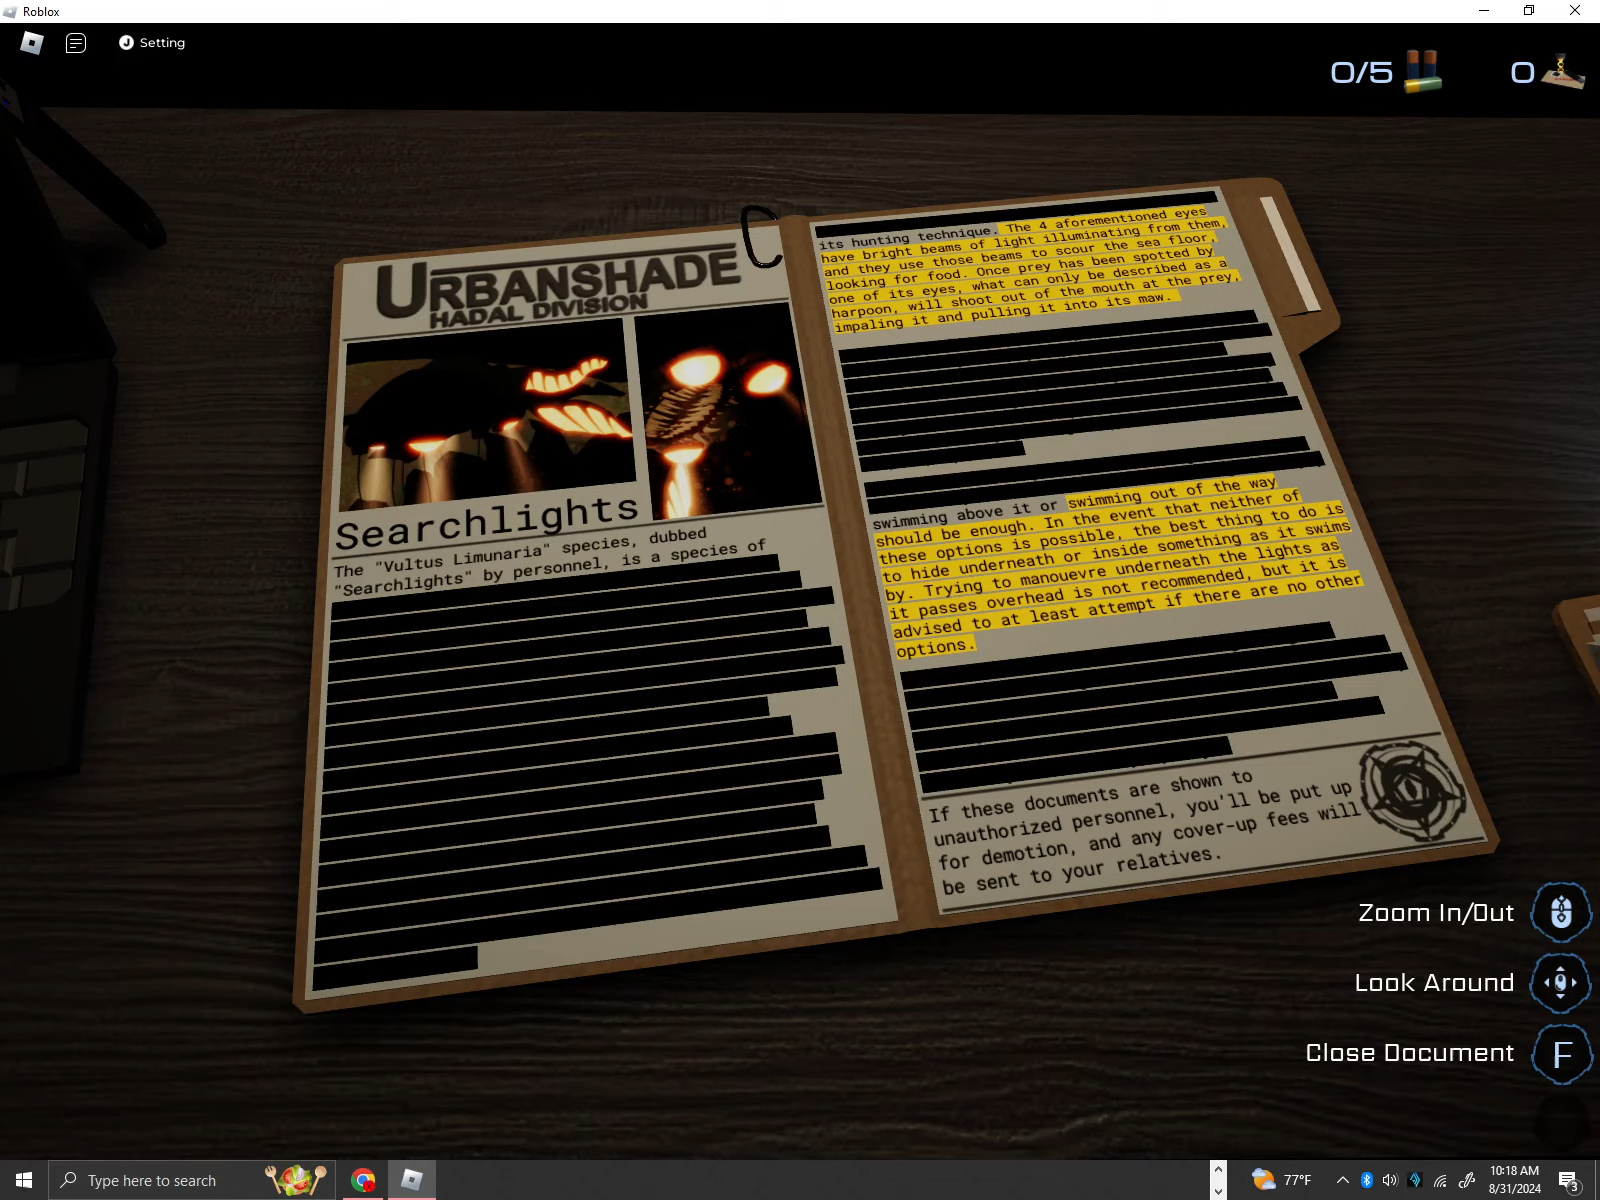 Roblox
Setting
0/5
0
URBANSHADE
HADAL DIVISION
Searchlights
The "Vultus Limunaria" species, dubbed
"Searchlights" by personnel, is a species of
its hunting technique. The 4 aforementioned eyes
have bright beams of light illuminating from them,
and they use those beams to scour the sea floor,
looking for food. Once prey has been spotted by
one of its eyes, what can only be described as a
harpoon, will shoot out of the mouth at the prey,
impaling it and pulling it into its maw.
swimming above it or swimming out of the way
should be enough. In the event that neither of
these options is possible, the best thing to do is
to hide underneath or inside something as it swims
by. Trying to manouevre underneath the lights as
it passes overhead is not recommended, but it is
advised to at least attempt if there are no other
options.
If these documents are shown to
unauthorized personnel, you'll be put up
for demotion, and any cover-up fees will
be sent to your relatives.
Zoom In/Out
Look Around
Close Document F
Type here to search
77°F
10:18 AM
8/31/2024
3